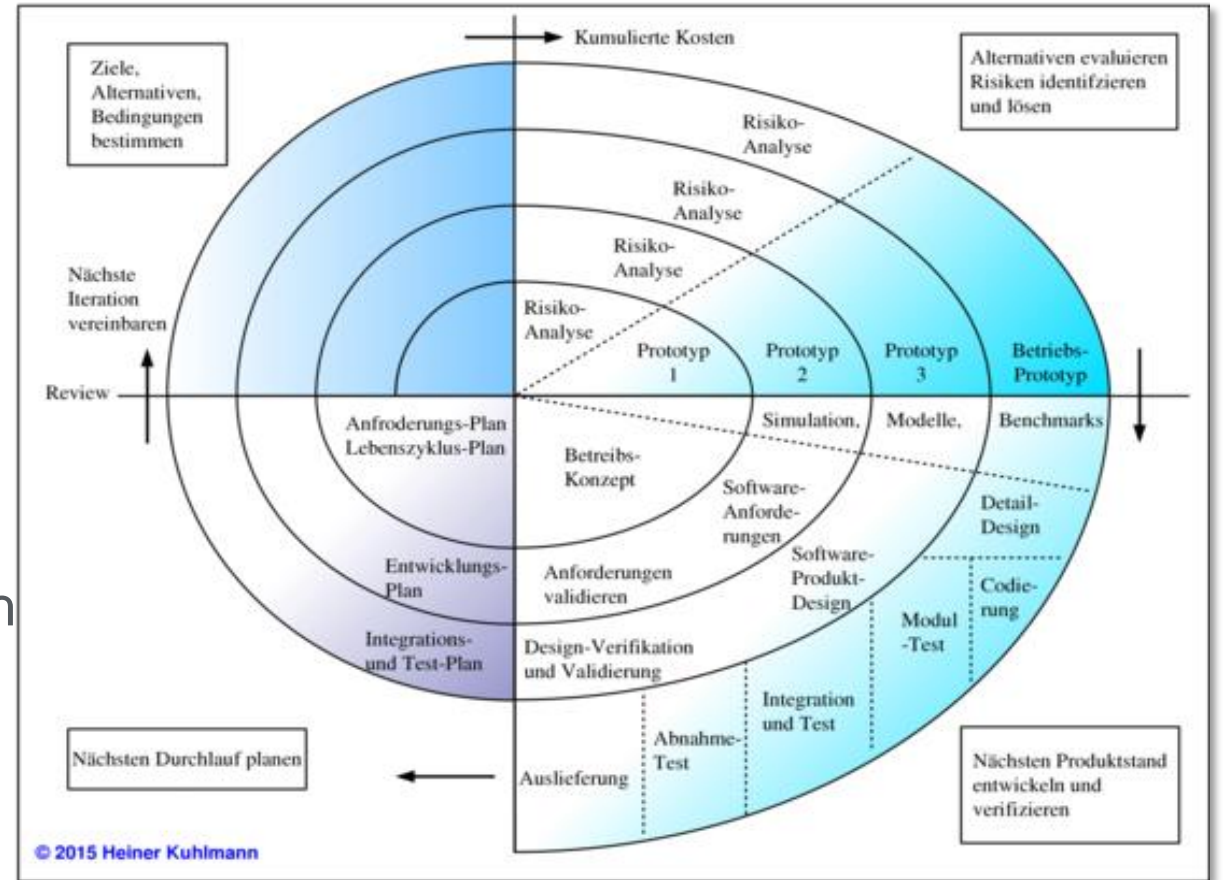 Kumulierte Kosten
Ziele,
Alternativen,
Bedingungen
bestimmen
Alternativen evaluieren
Risiken identifzieren
und lösen
Risiko-
Analyse
Risiko-
Analyse
Risiko-
Analyse
Risiko-
Analyse
Nächste
Iteration
vereinbaren
Review
Prototyp
1
Prototyp
2
Prototyp
3
Betriebs-
Prototyp
Simulation,
Modelle,
Benchmarks
Anfroderungs-Plan
Lebenszyklus-Plan
Betreibs-
Konzept
Software-
Anforde-
rungen
Detail-
Design
Entwicklungs-
Plan
Anforderungen
validieren
Software-
Produkt-
Design
Codie-
rung
Modul
-Test
n
Integrations-
und Test-Plan
Design-Verifikation
und Validierung
Integration
und Test
Abnahme-
Test
Auslieferung
Nächsten Durchlauf planen
Nächsten Produktstand
entwickeln und
verifizieren
© 2015 Heiner Kuhlmann